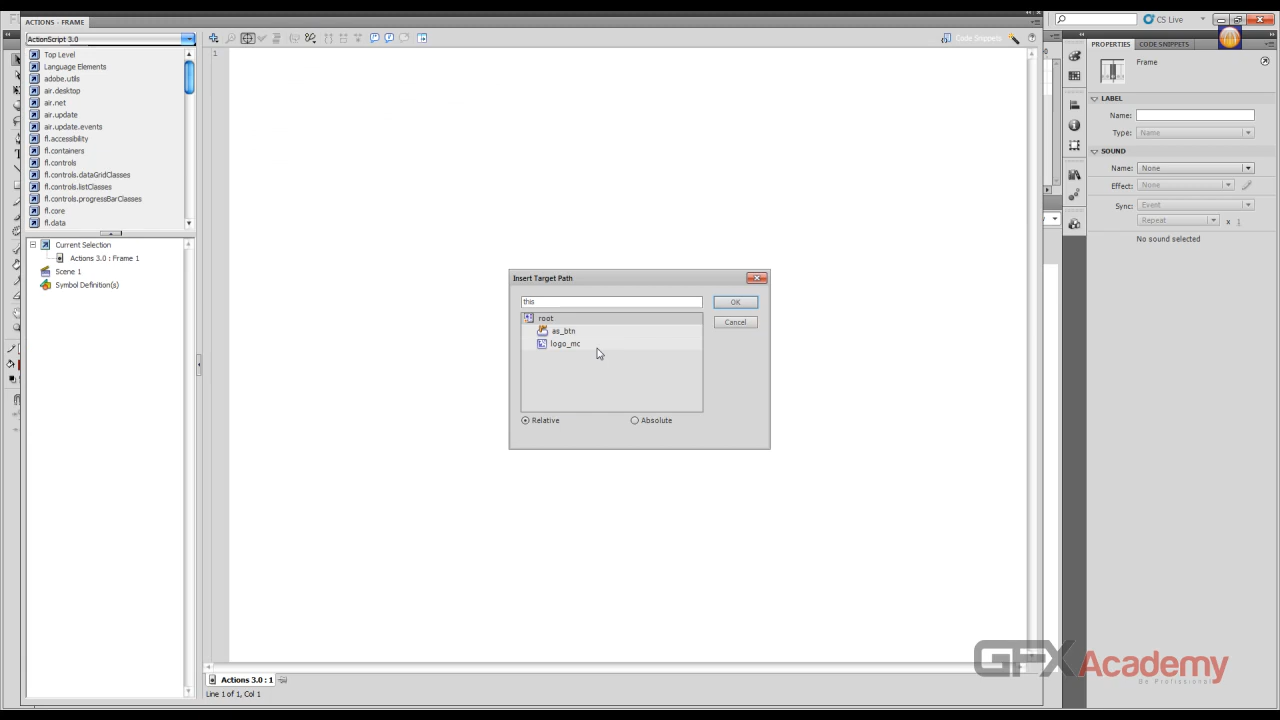 ACTIONS - FRAME
CS Live
ActionScript 3.0
Code Snippets
Top Level
Language Elements
adobe.utils
air.desktop
air.net
air.update
air.update.events
fl.accessibility
fl.containers
fl.controls
fl.controls.dataGridClasses
fl.controls.listClasses
fl.controls.progressBarClasses
fl.core
fl.data
Current Selection
Actions 3.0 : Frame 1
Scene 1
Symbol Definition(s)
1
Insert Target Path
this
OK
root
Cancel
as_btn
logo_mc
Relative
Absolute
PROPERTIES
CODE SNIPPETS
Frame
LABEL
Name:
Type: Name
SOUND
Name: None
Effect: None
Sync: Event
Repeat x 1
No sound selected
Actions 3.0 : 1
Line 1 of 1, Col 1
GFXAcademy
Be Profissional